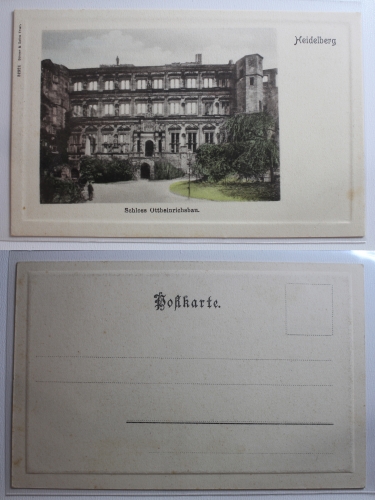 Heidelberg
Schloss Ottheinrichsbau.
Postkarte.